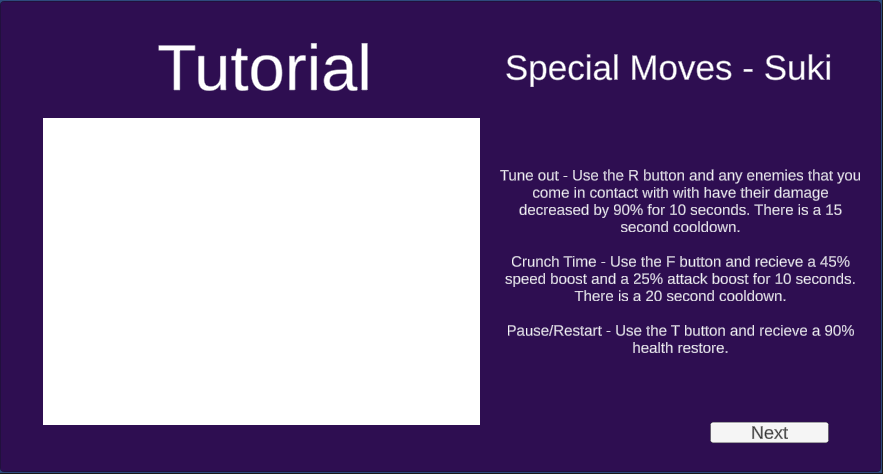 Tutorial
Special Moves - Suki
Tune out - Use the R button and any enemies that you
come in contact with with have their damage
decreased by 90% for 10 seconds. There is a 15
second cooldown.
Crunch Time - Use the F button and recieve a 45%
speed boost and a 25% attack boost for 10 seconds.
There is a 20 second cooldown.
Pause/Restart - Use the T button and recieve a 90%
health restore.
Next